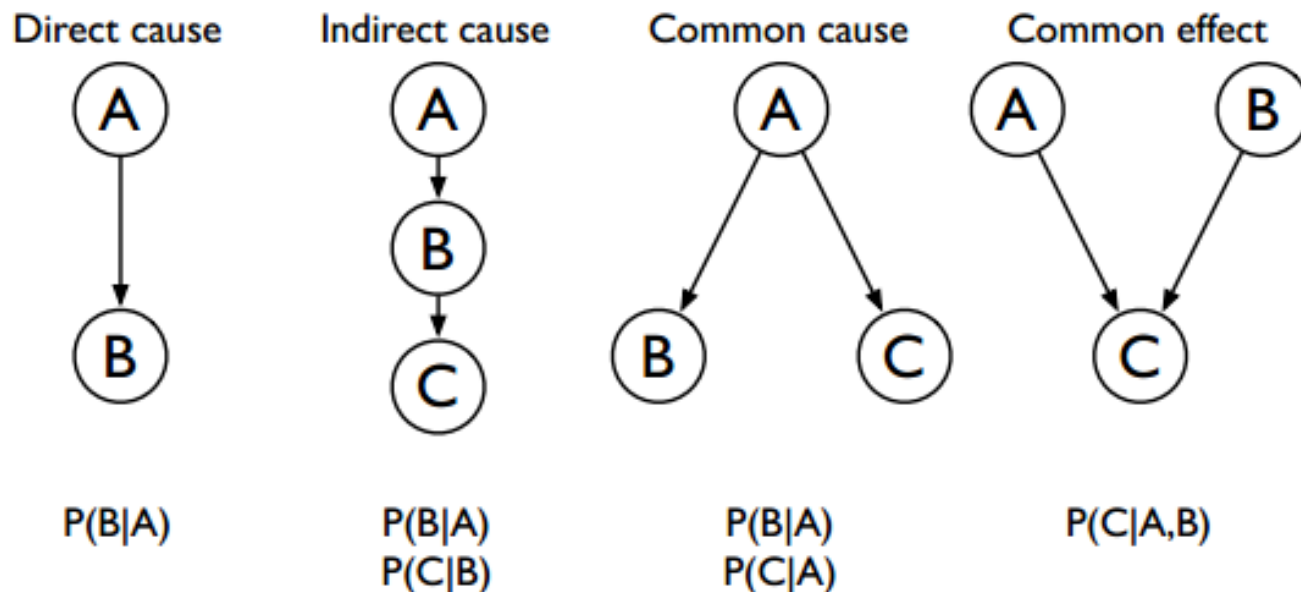 Direct cause
Indirect cause
Common cause
Common effect
A
A
A
A
B
B
B
B
C
C
C
P(B|A)
P(B|A)
P(B|A)
P(C|A,B)
P(C|B)
P(C|A)